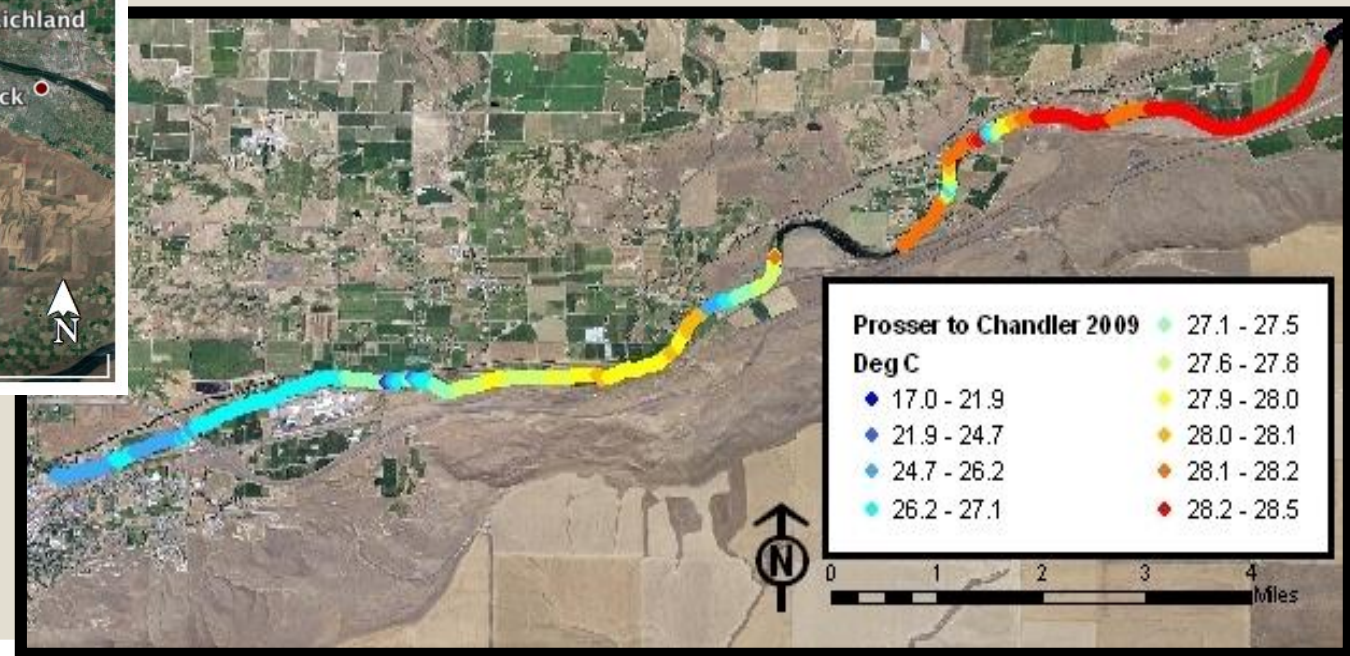 ichland
ck
N
Prosser to Chandler 2009
Deg C
17.0 - 21.9
21.9 - 24.7
24.7 - 26.2
26.2 - 27.1
27.1 - 27.5
27.6 - 27.8
27.9 - 28.0
28.0 - 28.1
28.1 - 28.2
28.2 - 28.5
N
0 1 2 3 4
Miles